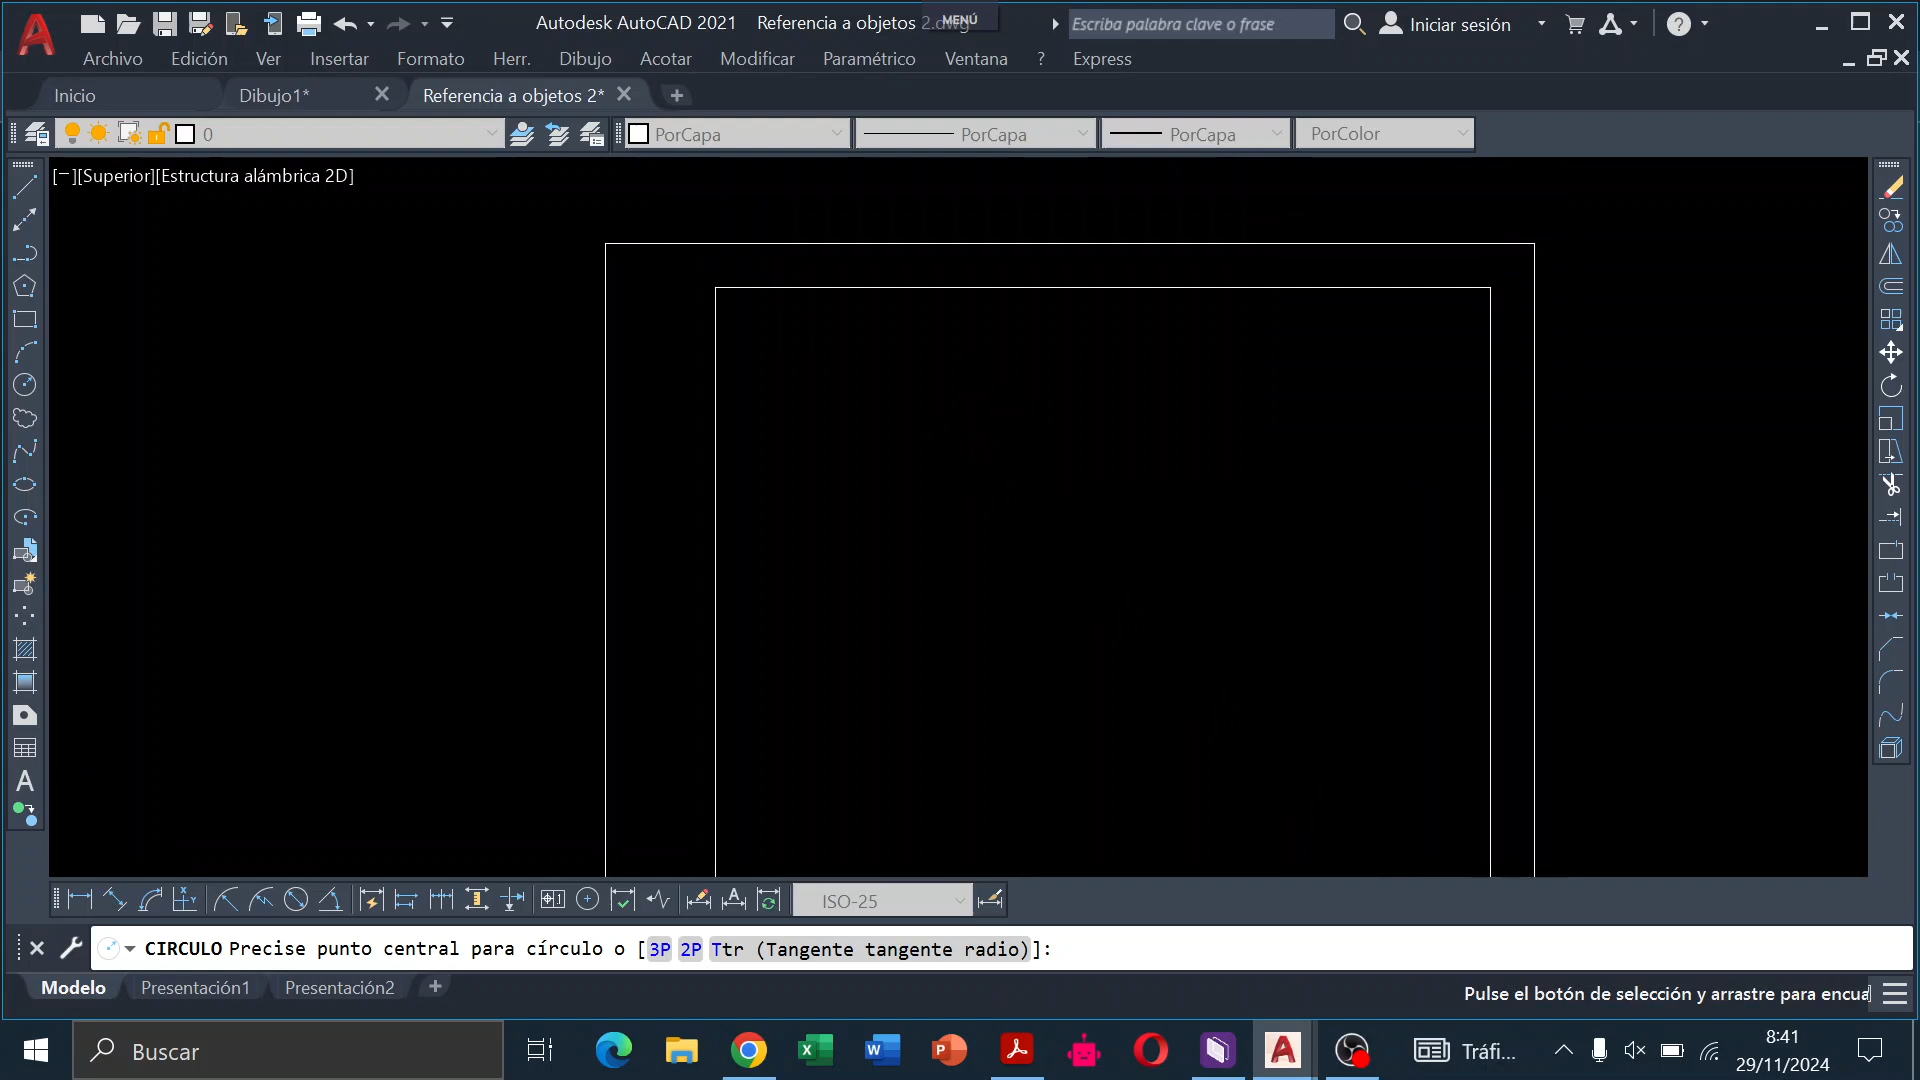 Autodesk AutoCAD 2021 Referencia a objetos 2.dwg
MENÚ
Escriba palabra clave o frase
Iniciar sesión
?
Archivo Edición Ver Insertar Formato Herr. Dibujo Acotar Modificar Paramétrico Ventana ? Express
Inicio Dibujo1* Referencia a objetos 2*
0 PorCapa PorCapa PorCapa PorColor
[−][Superior][Estructura alámbrica 2D]
A
ISO-25
CIRCULO Precise punto central para círculo o [3P 2P Ttr (Tangente tangente radio)]:
Modelo Presentación1 Presentación2
Pulse el botón de selección y arrastre para encua
Buscar
Tráfi...
8:41
29/11/2024